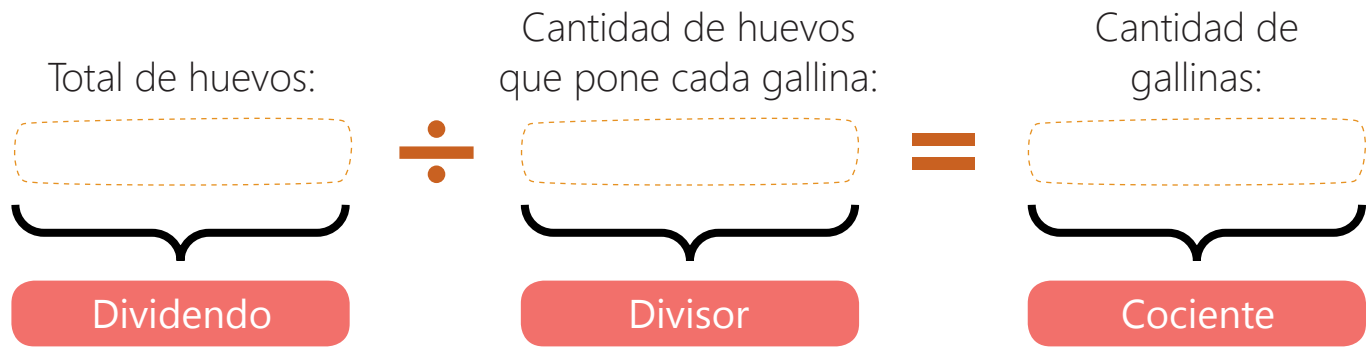 Total de huevos:
Cantidad de huevos
que pone cada gallina:
Cantidad de
gallinas:
÷
=
Dividendo
Divisor
Cociente